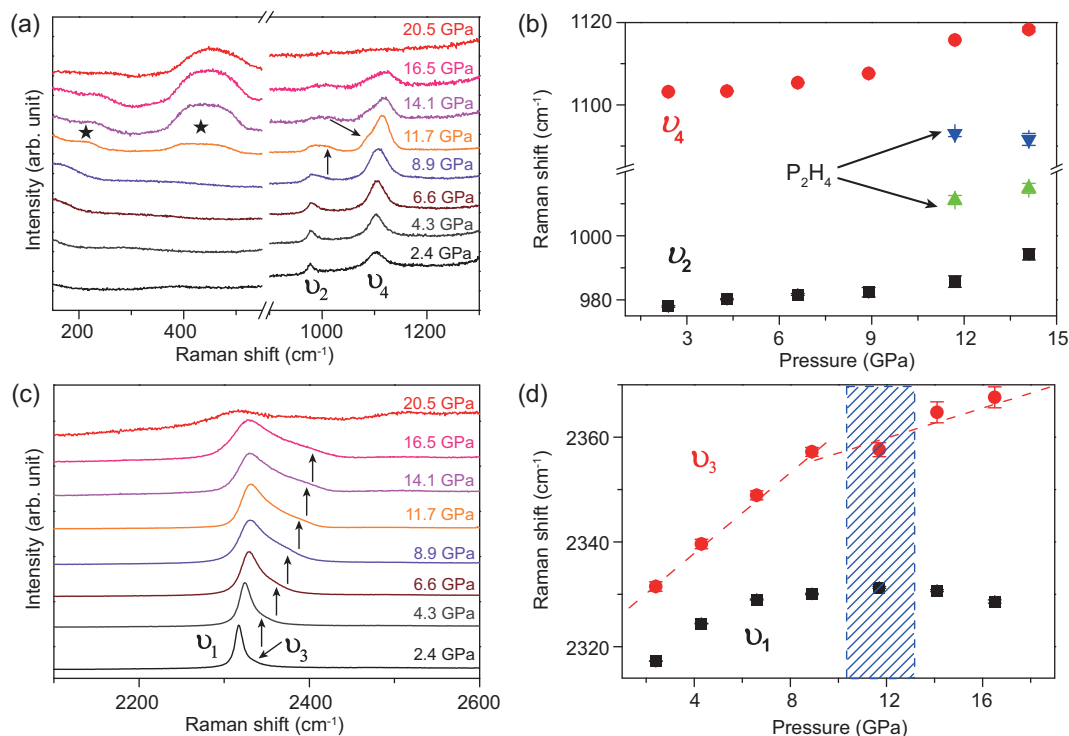 (a)
Intensity (arb. unit)
20.5 GPa
16.5 GPa
14.1 GPa
11.7 GPa
8.9 GPa
6.6 GPa
4.3 GPa
2.4 GPa
υ2
υ4
200
400
1000
1200
Raman shift (cm-1)
(b)
Raman shift (cm-1)
1120
1100
1000
980
υ4
P2H4
υ2
3
6
9
12
15
Pressure (GPa)
(c)
Intensity (arb. unit)
20.5 GPa
16.5 GPa
14.1 GPa
11.7 GPa
8.9 GPa
6.6 GPa
4.3 GPa
2.4 GPa
υ1
υ3
2200
2400
2600
Raman shift (cm-1)
(d)
Raman shift (cm-1)
2360
2340
2320
υ3
υ1
4
8
12
16
Pressure (GPa)